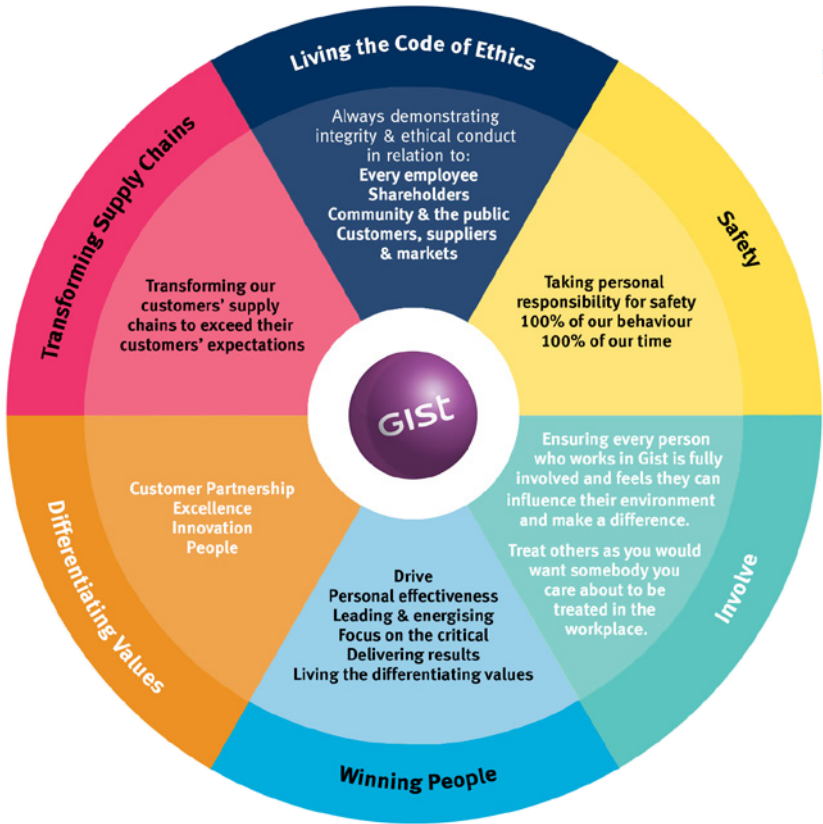 Living the Code of Ethics
Always demonstrating
integrity & ethical conduct
in relation to:
Every employee
Shareholders
Community & the public
Customers, suppliers
& markets
Safety
Taking personal
responsibility for safety
100% of our behaviour
100% of our time
Involve
Ensuring every person
who works in Gist is fully
involved and feels they can
influence their environment
and make a difference.
Treat others as you would
want somebody you
care about to be
treated in the
workplace.
Winning People
Drive
Personal effectiveness
Leading & energising
Focus on the critical
Delivering results
Living the differentiating values
Differentiating Values
Customer Partnership
Excellence
Innovation
People
Transforming Supply Chains
Transforming our
customers' supply
chains to exceed their
customers' expectations
GIST